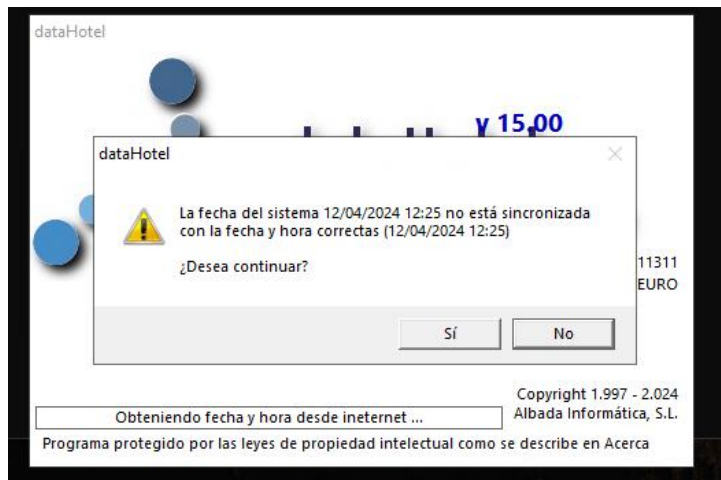 dataHotel
v 15.00
dataHotel
La fecha del sistema 12/04/2024 12:25 no está sincronizada
con la fecha y hora correctas (12/04/2024 12:25)
¿Desea continuar?
11311
EURO
Sí
No
Copyright 1.997 - 2.024
Albada Informática, S.L.
Obteniendo fecha y hora desde ineternet ...
Programa protegido por las leyes de propiedad intelectual como se describe en Acerca